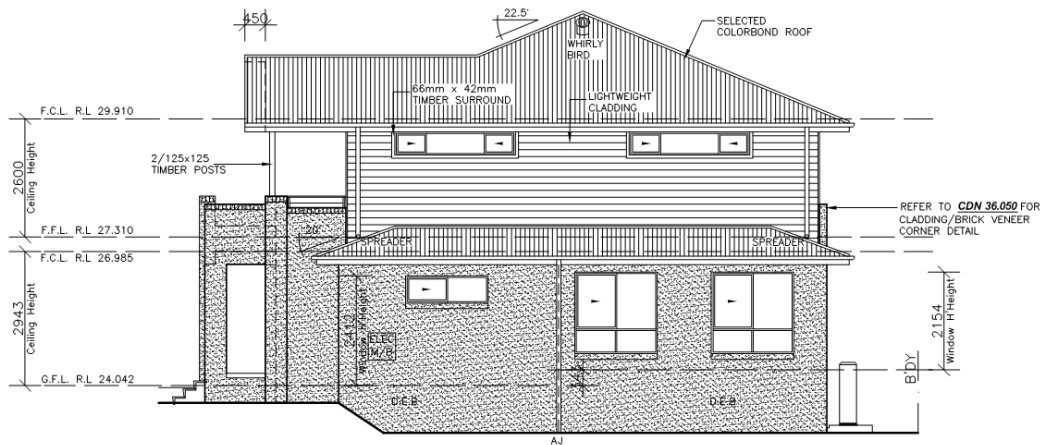 450
22.5'
SELECTED
COLORBOND ROOF
WHIRLY
BIRD
66mm x 42mm
TIMBER SURROUND
LIGHTWEIGHT
CLADDING
F.C.L. R.L 29.910
2/125x125
TIMBER POSTS
2600
Ceiling Height
REFER TO CDN 36.050 FOR
CLADDING/BRICK VENEER
CORNER DETAIL
F.F.L. R.L 27.310
20'
SPREADER
SPREADER
F.C.L. R.L 26.985
2943
Ceiling Height
2412
Window H'Height
ELEC
M/B
2154
Window H'Height
B'DY
G.F.L. R.L 24.042
D.E.B
D.E.B
AJ